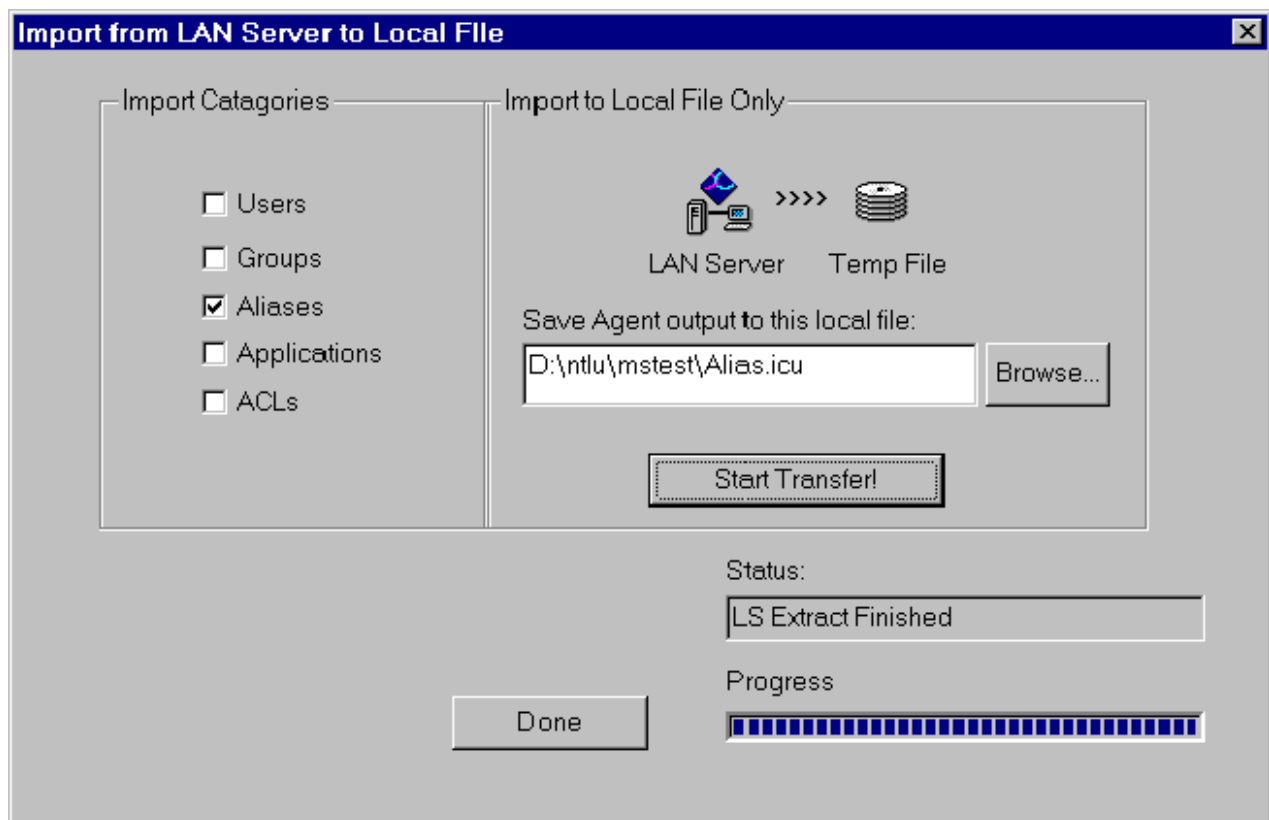 Import from LAN Server to Local FIle
Import Catagories
Users
Groups
Aliases
Applications
ACLs
Import to Local File Only
>>>>
LAN Server Temp File
Save Agent output to this local file:
D:\ntlu\mstest\Alias.icu
Browse...
Start Transfer!
Status:
LS Extract Finished
Progress
Done